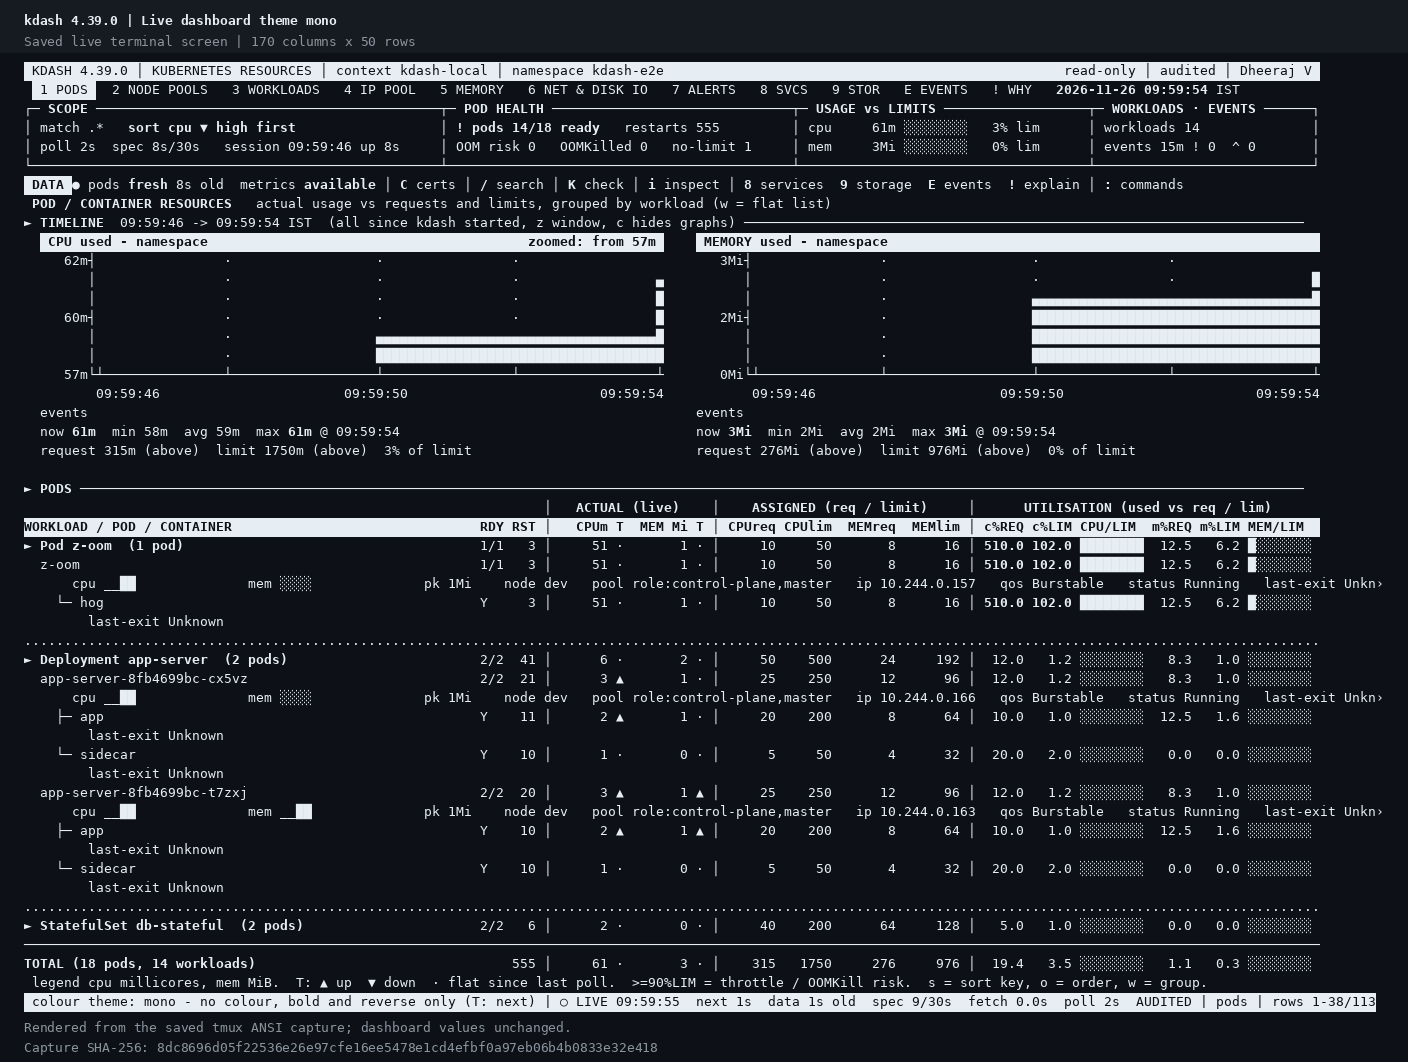 kdash 4.39.0 | Live dashboard theme mono
Saved live terminal screen | 170 columns x 50 rows
KDASH 4.39.0 │ KUBERNETES RESOURCES │ context kdash-local │ namespace kdash-e2e read-only │ audited │ Dheeraj V
1 PODS 2 NODE POOLS 3 WORKLOADS 4 IP POOL 5 MEMORY 6 NET & DISK IO 7 ALERTS 8 SVCS 9 STOR E EVENTS ! WHY 2026-11-26 09:59:54 IST
SCOPE POD HEALTH USAGE vs LIMITS WORKLOADS · EVENTS
│ match .* sort cpu ▼ high first │ ! pods 14/18 ready restarts 555 │ cpu 61m ░░░░░░░░ 3% lim │ workloads 14 │
│ poll 2s spec 8s/30s session 09:59:46 up 8s │ OOM risk 0 OOMKilled 0 no-limit 1 │ mem 3Mi ░░░░░░░░ 0% lim │ events 15m ! 0 ^ 0 │
DATA ● pods fresh 8s old metrics available │ C certs │ / search │ K check │ i inspect │ 8 services 9 storage E events ! explain │ : commands
POD / CONTAINER RESOURCES actual usage vs requests and limits, grouped by workload (w = flat list)
► TIMELINE 09:59:46 -> 09:59:54 IST (all since kdash started, z window, c hides graphs)
CPU used - namespace zoomed: from 57m MEMORY used - namespace
62m 3Mi
60m 2Mi
57m 0Mi
09:59:46 09:59:50 09:59:54 09:59:46 09:59:50 09:59:54
events events
now 61m min 58m avg 59m max 61m @ 09:59:54 now 3Mi min 2Mi avg 2Mi max 3Mi @ 09:59:54
request 315m (above) limit 1750m (above) 3% of limit request 276Mi (above) limit 976Mi (above) 0% of limit
► PODS
│ ACTUAL (live) │ ASSIGNED (req / limit) │ UTILISATION (used vs req / lim)
WORKLOAD / POD / CONTAINER RDY RST │ CPUm T MEM Mi T │ CPUreq CPUlim MEMreq MEMlim │ c%REQ c%LIM CPU/LIM m%REQ m%LIM MEM/LIM
► Pod z-oom (1 pod) 1/1 3 │ 51 · 1 · │ 10 50 8 16 │ 510.0 102.0 ████████ 12.5 6.2 █░░░░░░░
z-oom 1/1 3 │ 51 · 1 · │ 10 50 8 16 │ 510.0 102.0 ████████ 12.5 6.2 █░░░░░░░
cpu __██ mem ░░░░ pk 1Mi node dev pool role:control-plane,master ip 10.244.0.157 qos Burstable status Running last-exit Unkn›
└─ hog Y 3 │ 51 · 1 · │ 10 50 8 16 │ 510.0 102.0 ████████ 12.5 6.2 █░░░░░░░
last-exit Unknown
► Deployment app-server (2 pods) 2/2 41 │ 6 · 2 · │ 50 500 24 192 │ 12.0 1.2 ░░░░░░░░ 8.3 1.0 ░░░░░░░░
app-server-8fb4699bc-cx5vz 2/2 21 │ 3 ▲ 1 · │ 25 250 12 96 │ 12.0 1.2 ░░░░░░░░ 8.3 1.0 ░░░░░░░░
cpu __██ mem ░░░░ pk 1Mi node dev pool role:control-plane,master ip 10.244.0.166 qos Burstable status Running last-exit Unkn›
├─ app Y 11 │ 2 ▲ 1 · │ 20 200 8 64 │ 10.0 1.0 ░░░░░░░░ 12.5 1.6 ░░░░░░░░
last-exit Unknown
└─ sidecar Y 10 │ 1 · 0 · │ 5 50 4 32 │ 20.0 2.0 ░░░░░░░░ 0.0 0.0 ░░░░░░░░
last-exit Unknown
app-server-8fb4699bc-t7zxj 2/2 20 │ 3 ▲ 1 ▲ │ 25 250 12 96 │ 12.0 1.2 ░░░░░░░░ 8.3 1.0 ░░░░░░░░
cpu __██ mem __██ pk 1Mi node dev pool role:control-plane,master ip 10.244.0.163 qos Burstable status Running last-exit Unkn›
├─ app Y 10 │ 2 ▲ 1 ▲ │ 20 200 8 64 │ 10.0 1.0 ░░░░░░░░ 12.5 1.6 ░░░░░░░░
last-exit Unknown
└─ sidecar Y 10 │ 1 · 0 · │ 5 50 4 32 │ 20.0 2.0 ░░░░░░░░ 0.0 0.0 ░░░░░░░░
last-exit Unknown
► StatefulSet db-stateful (2 pods) 2/2 6 │ 2 · 0 · │ 40 200 64 128 │ 5.0 1.0 ░░░░░░░░ 0.0 0.0 ░░░░░░░░
TOTAL (18 pods, 14 workloads) 555 │ 61 · 3 · │ 315 1750 276 976 │ 19.4 3.5 ░░░░░░░░ 1.1 0.3 ░░░░░░░░
legend cpu millicores, mem MiB. T: ▲ up ▼ down · flat since last poll. >=90%LIM = throttle / OOMKill risk. s = sort key, o = order, w = group.
colour theme: mono - no colour, bold and reverse only (T: next) | ○ LIVE 09:59:55 next 1s data 1s old spec 9/30s fetch 0.0s poll 2s AUDITED | pods | rows 1-38/113
Rendered from the saved tmux ANSI capture; dashboard values unchanged.
Capture SHA-256: 8dc8696d05f22536e26e97cfe16ee5478e1cd4efbf0a97eb06b4b0833e32e418